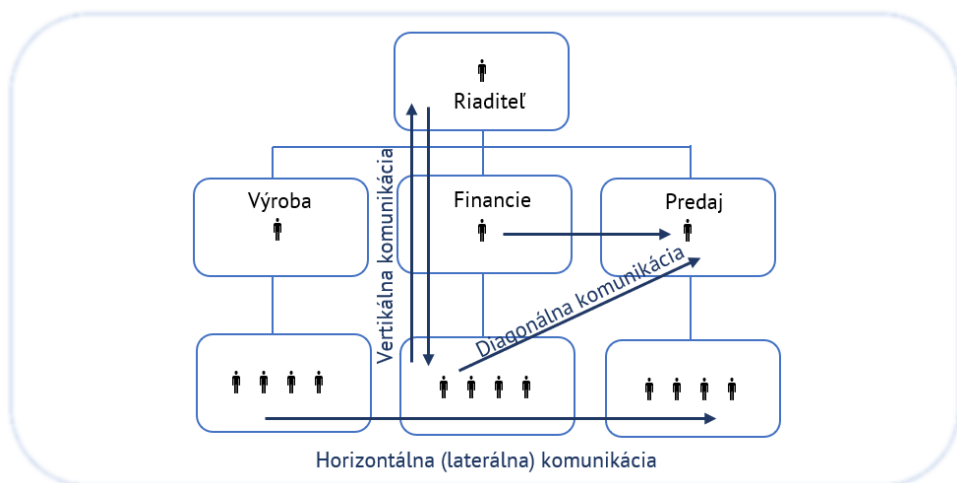 Riaditeľ
Výroba
Financie
Predaj
Vertikálna komunikácia
Diagonálna komunikácia
Horizontálna (laterálna) komunikácia